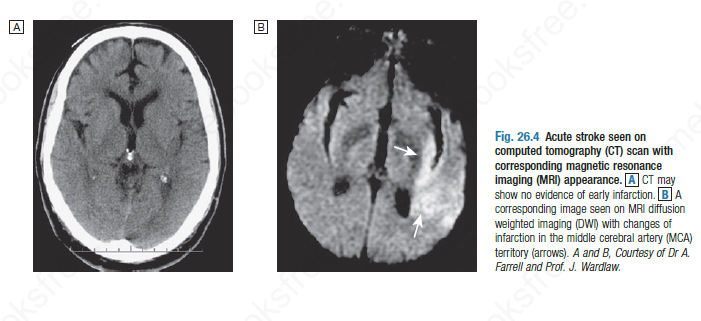 A
B
Fig. 26.4 Acute stroke seen on
computed tomography (CT) scan with
corresponding magnetic resonance
imaging (MRI) appearance. A CT may
show no evidence of early infarction. B A
corresponding image seen on MRI diffusion
weighted imaging (DWI) with changes of
infarction in the middle cerebral artery (MCA)
territory (arrows). A and B, Courtesy of Dr A.
Farrell and Prof. J. Wardlaw.